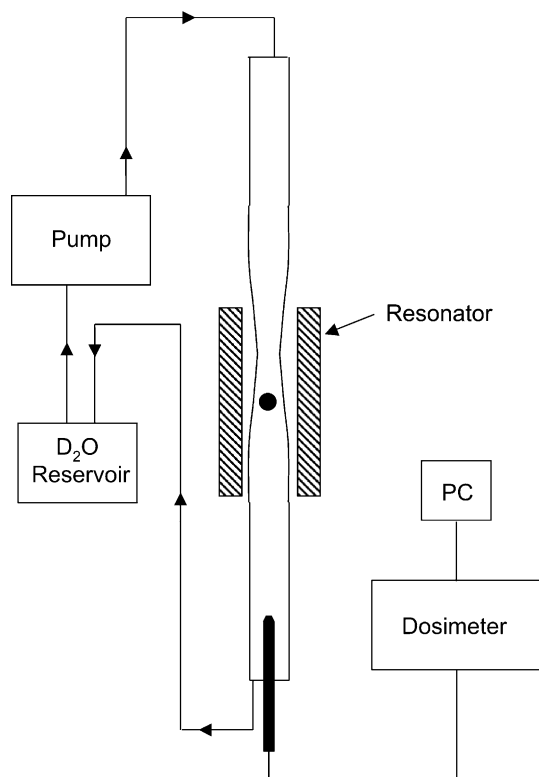 Pump
Resonator
D₂O
Reservoir
PC
Dosimeter